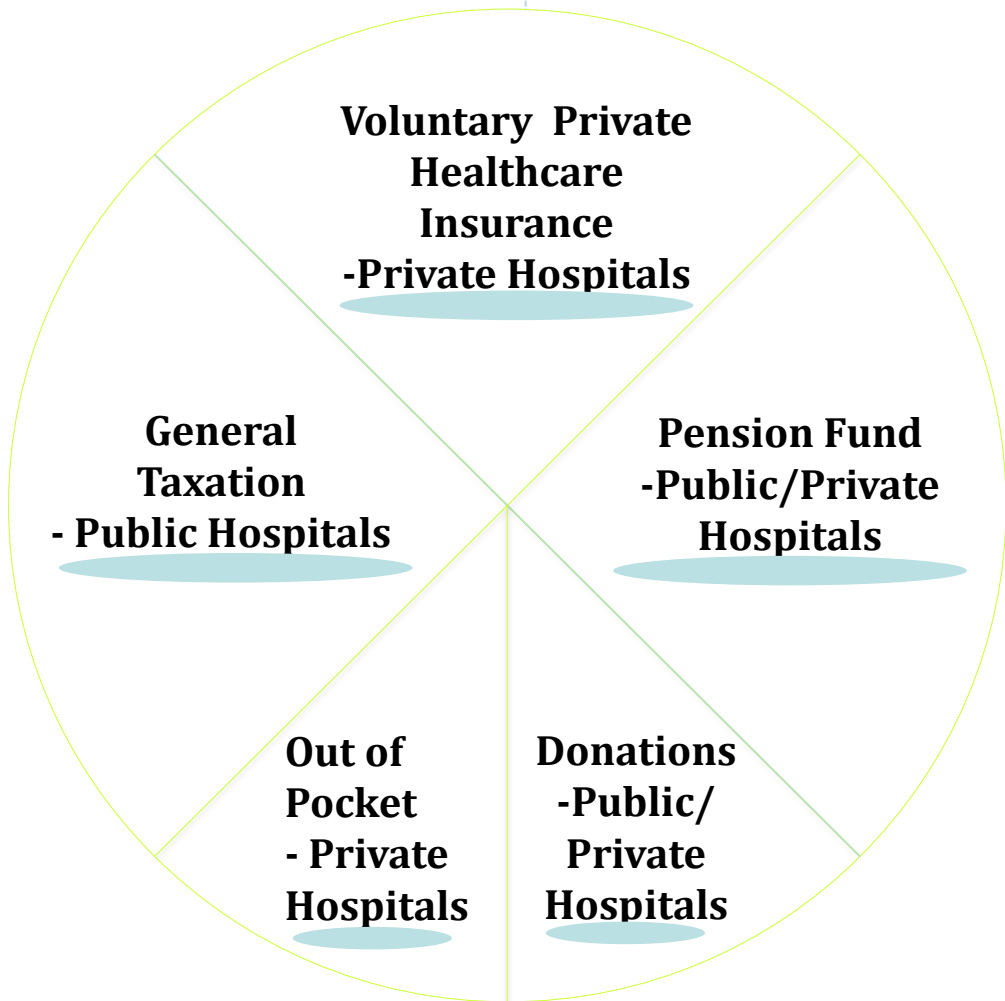 Voluntary  Private
Healthcare
Insurance
-Private Hospitals
General
Taxation
- Public Hospitals
Pension Fund
-Public/Private
Hospitals
Out of
Pocket
- Private
Hospitals
Donations
-Public/
Private
Hospitals